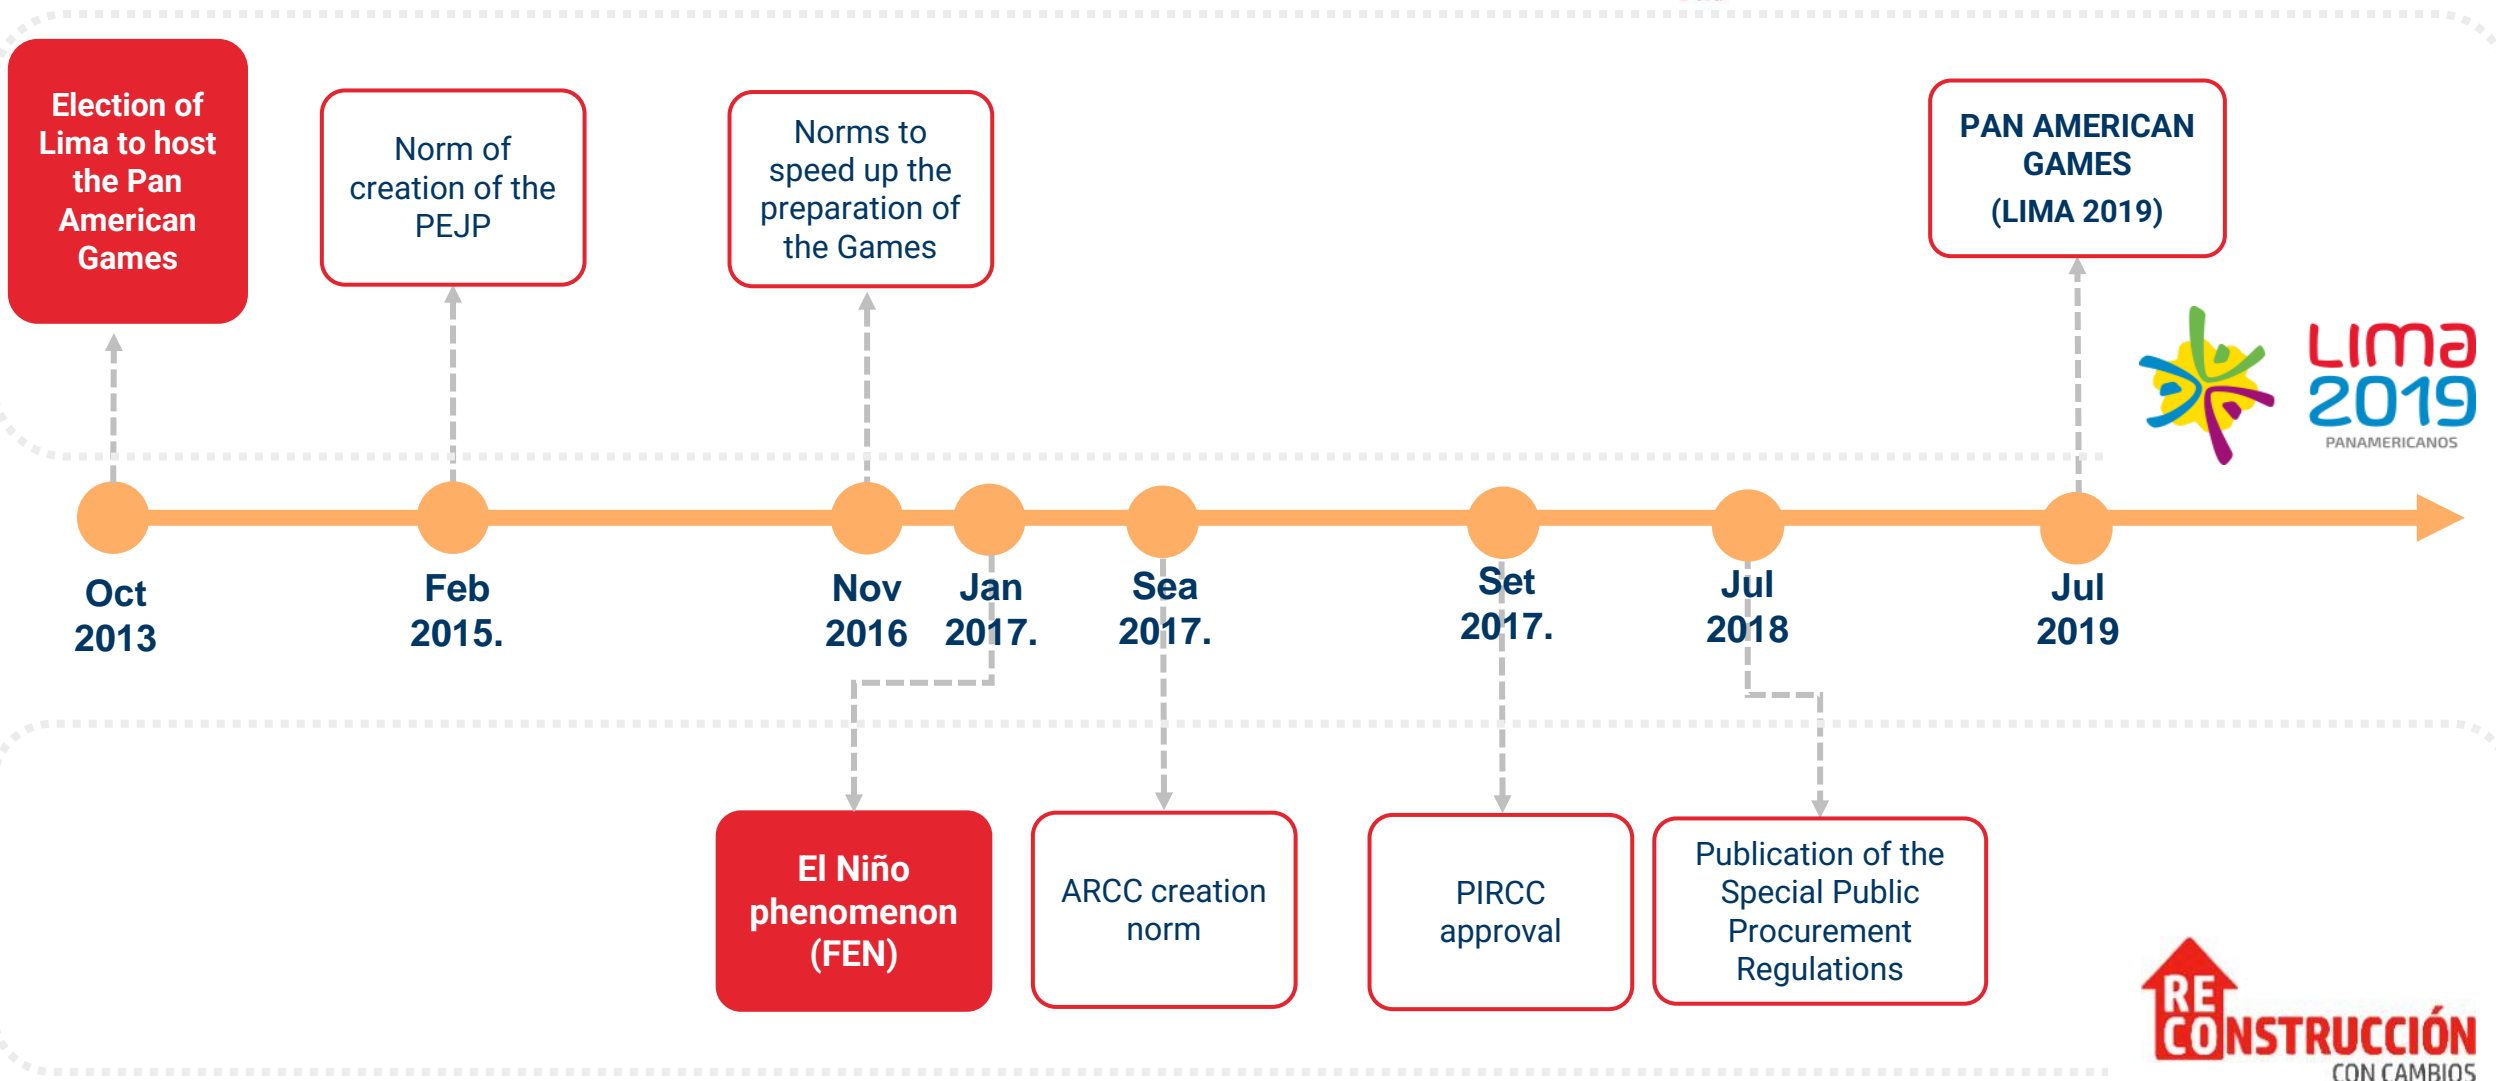 Election of
Lima to host
the Pan
American
Games
Norm of
creation of the
PEJP
Norms to
speed up the
preparation of
the Games
PAN AMERICAN
GAMES
(LIMA 2019)
LIMA
2019
PANAMERICANOS
Oct
2013
Feb
2015.
Nov
2016
Jan
2017.
Sea
2017.
Set
2017.
Jul
2018
Jul
2019
El Niño
phenomenon
(FEN)
ARCC creation
norm
PIRCC
approval
Publication of the
Special Public
Procurement
Regulations
RE
CONSTRUCCIÓN
CON CAMBIOS